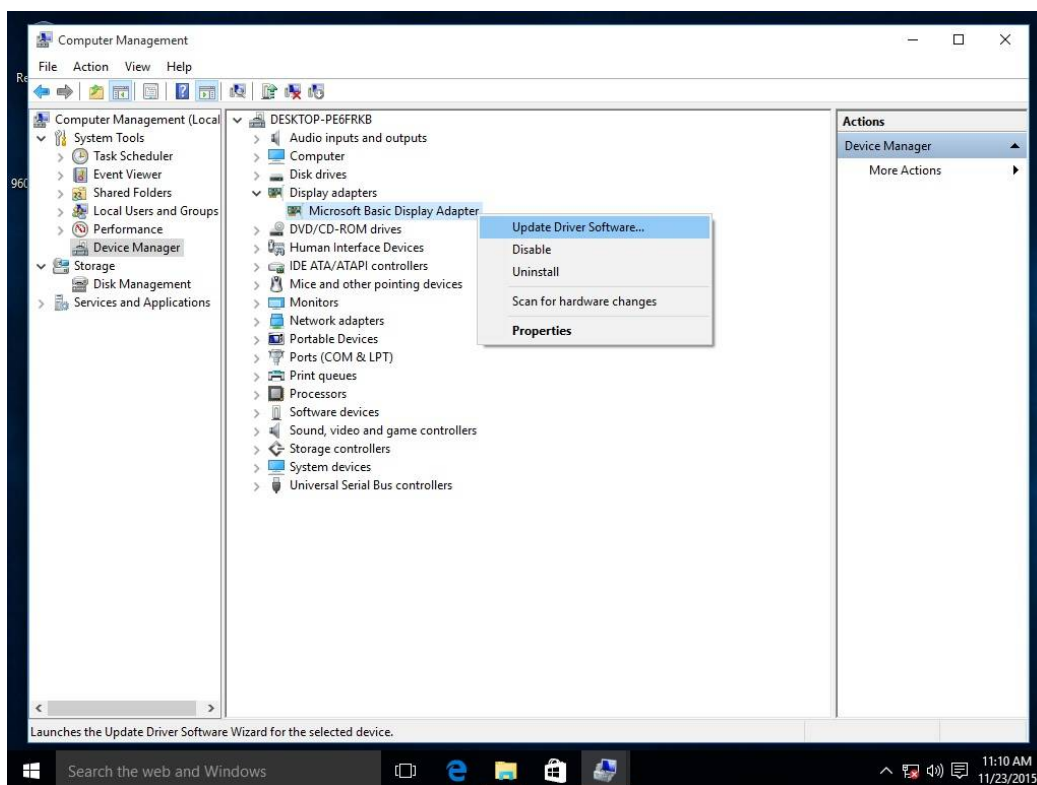 Computer Management
File Action View Help
Re
960
Computer Management (Local
System Tools
Task Scheduler
Event Viewer
Shared Folders
Local Users and Groups
Performance
Device Manager
Storage
Disk Management
Services and Applications
DESKTOP-PE6FRKB
Audio inputs and outputs
Computer
Disk drives
Display adapters
Microsoft Basic Display Adapter
DVD/CD-ROM drives
Human Interface Devices
IDE ATA/ATAPI controllers
Mice and other pointing devices
Monitors
Network adapters
Portable Devices
Ports (COM & LPT)
Print queues
Processors
Software devices
Sound, video and game controllers
Storage controllers
System devices
Universal Serial Bus controllers
Update Driver Software...
Disable
Uninstall
Scan for hardware changes
Properties
Actions
Device Manager
More Actions
Launches the Update Driver Software Wizard for the selected device.
Search the web and Windows
11:10 AM
11/23/2015